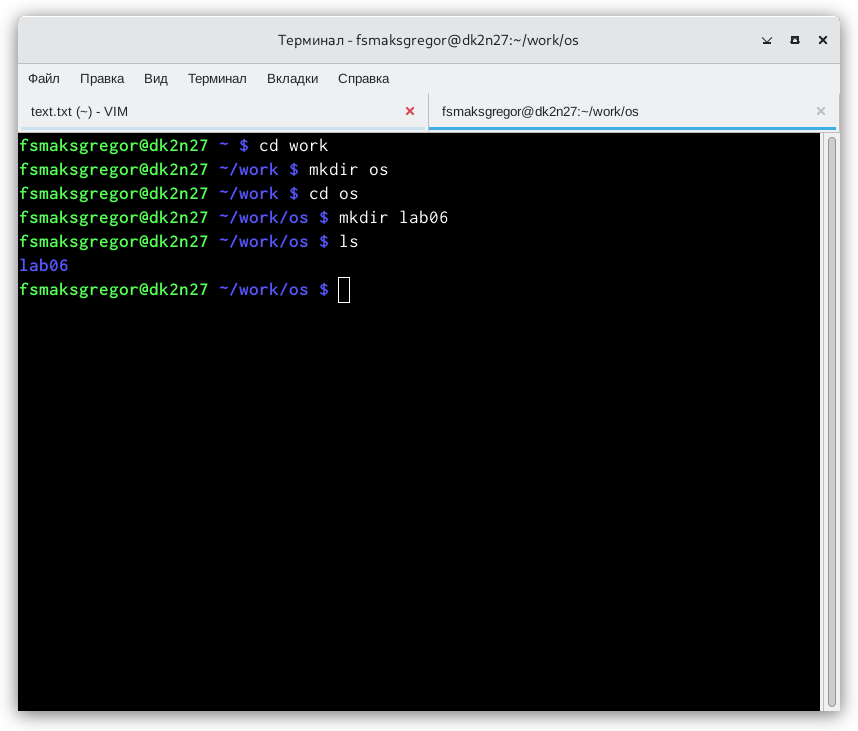 Терминал - fsmaksgregor@dk2n27:~/work/os
Файл Правка Вид Терминал Вкладки Справка
text.txt (~) - VIM fsmaksgregor@dk2n27:~/work/os
fsmaksgregor@dk2n27 ~ $ cd work
fsmaksgregor@dk2n27 ~/work $ mkdir os
fsmaksgregor@dk2n27 ~/work $ cd os
fsmaksgregor@dk2n27 ~/work/os $ mkdir lab06
fsmaksgregor@dk2n27 ~/work/os $ ls
lab06
fsmaksgregor@dk2n27 ~/work/os $